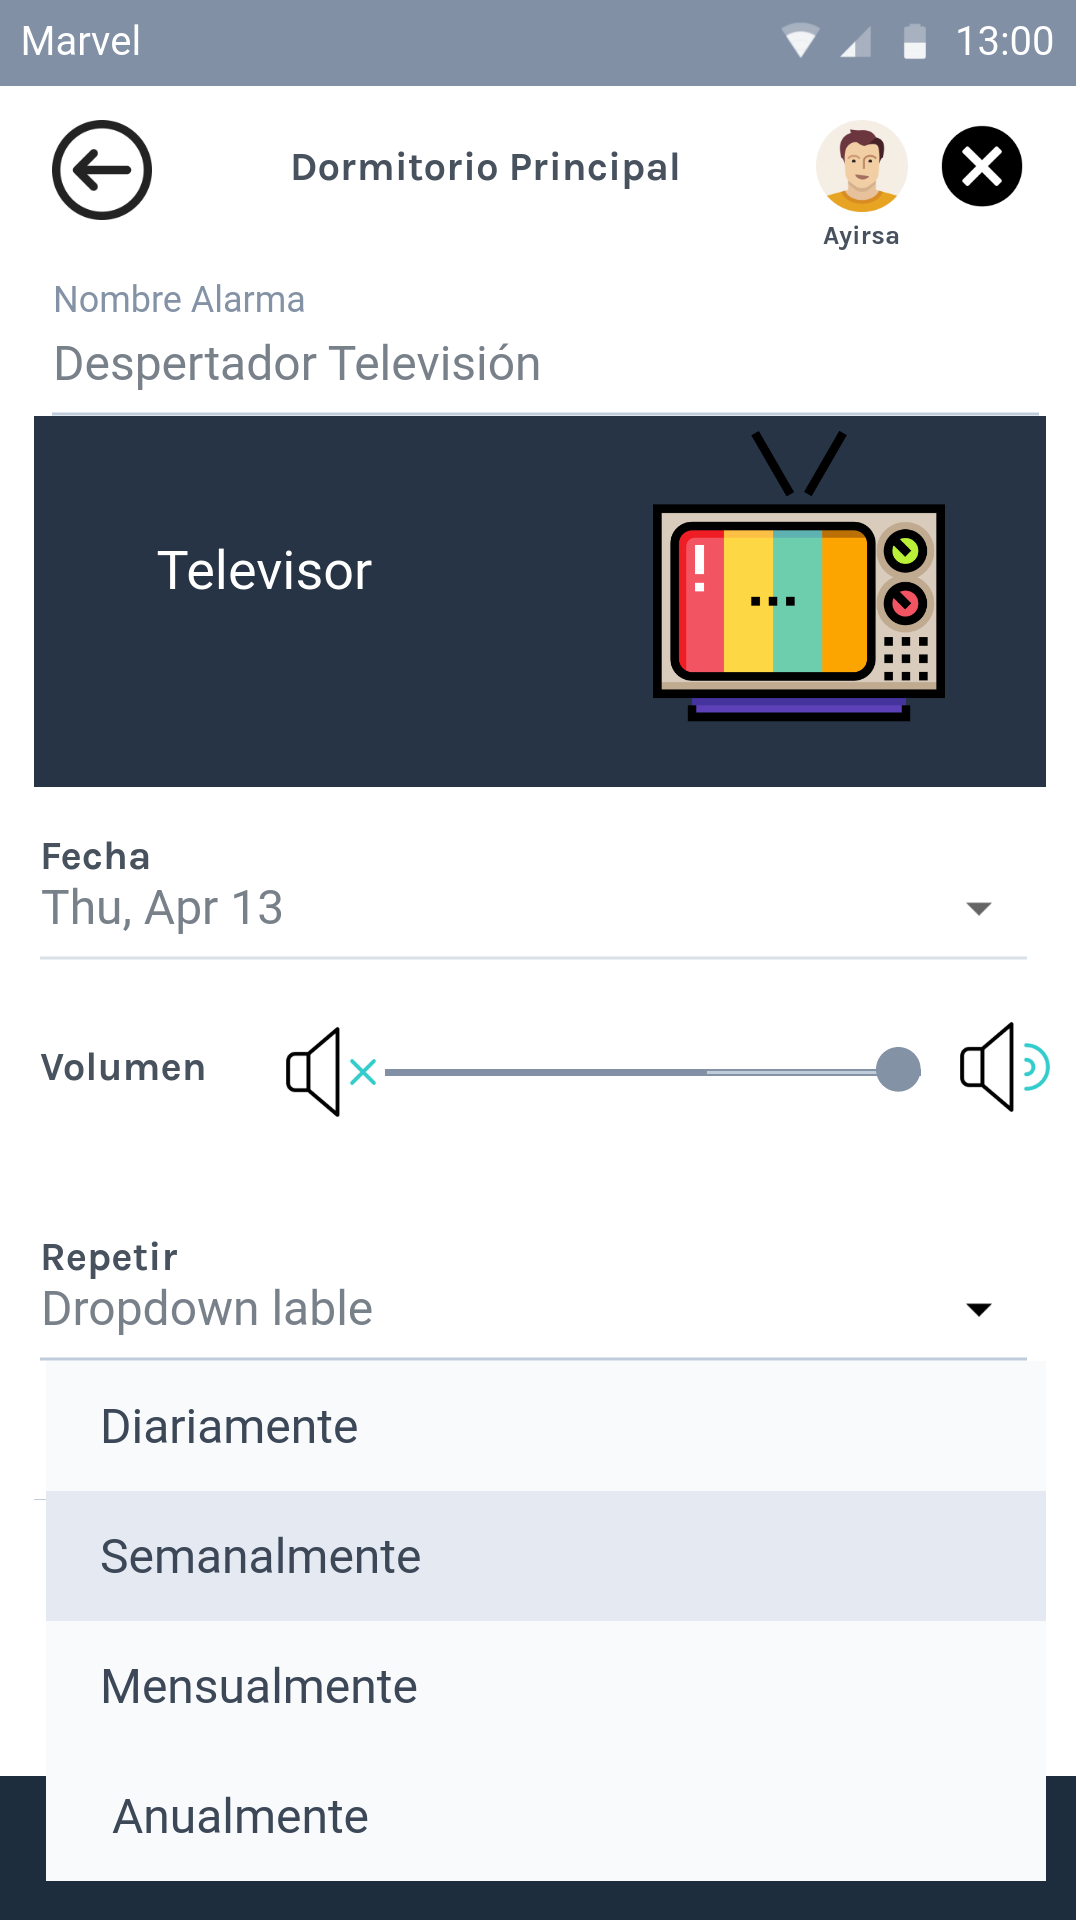 Marvel 13:00
Dormitorio Principal
Ayirsa
Nombre Alarma
Despertador Televisión
Televisor
Fecha
Thu, Apr 13
Volumen
Repetir
Dropdown lable
Diariamente
Semanalmente
Mensualmente
Anualmente